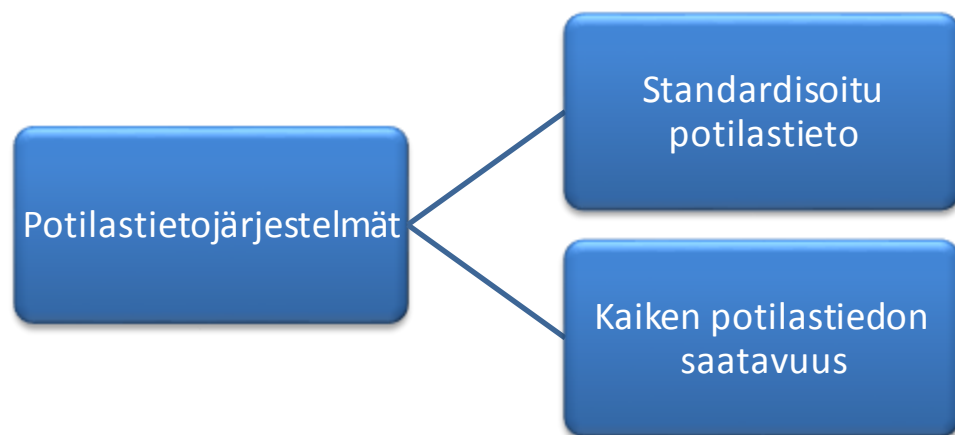 Potilastietojärjestelmät
Standardisoitu
potilastieto
Kaiken potilastiedon
saatavuus